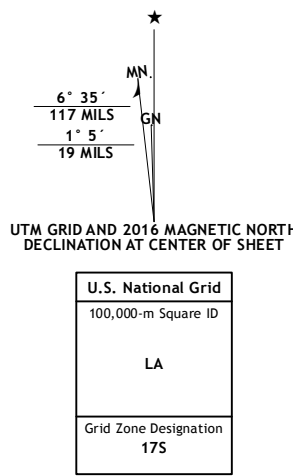 MN.
6° 35´
117 MILS
GN
1° 5´
19 MILS
UTM GRID AND 2016 MAGNETIC NORTH
DECLINATION AT CENTER OF SHEET
U.S. National Grid
100,000-m Square ID
LA
Grid Zone Designation
17S